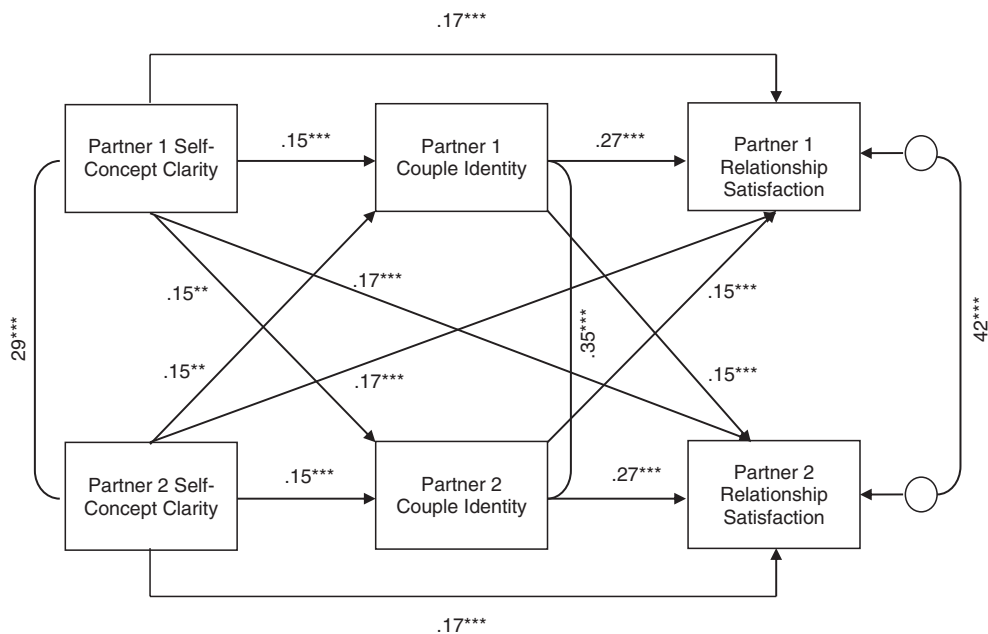 .17***
Partner 1 Self-
Concept Clarity
.15***
Partner 1
Couple Identity
.27***
Partner 1
Relationship
Satisfaction
.15**
.17***
.15***
29***
.35***
42***
.15**
.17***
.15***
Partner 2 Self-
Concept Clarity
.15***
Partner 2
Couple Identity
.27***
Partner 2
Relationship
Satisfaction
.17***